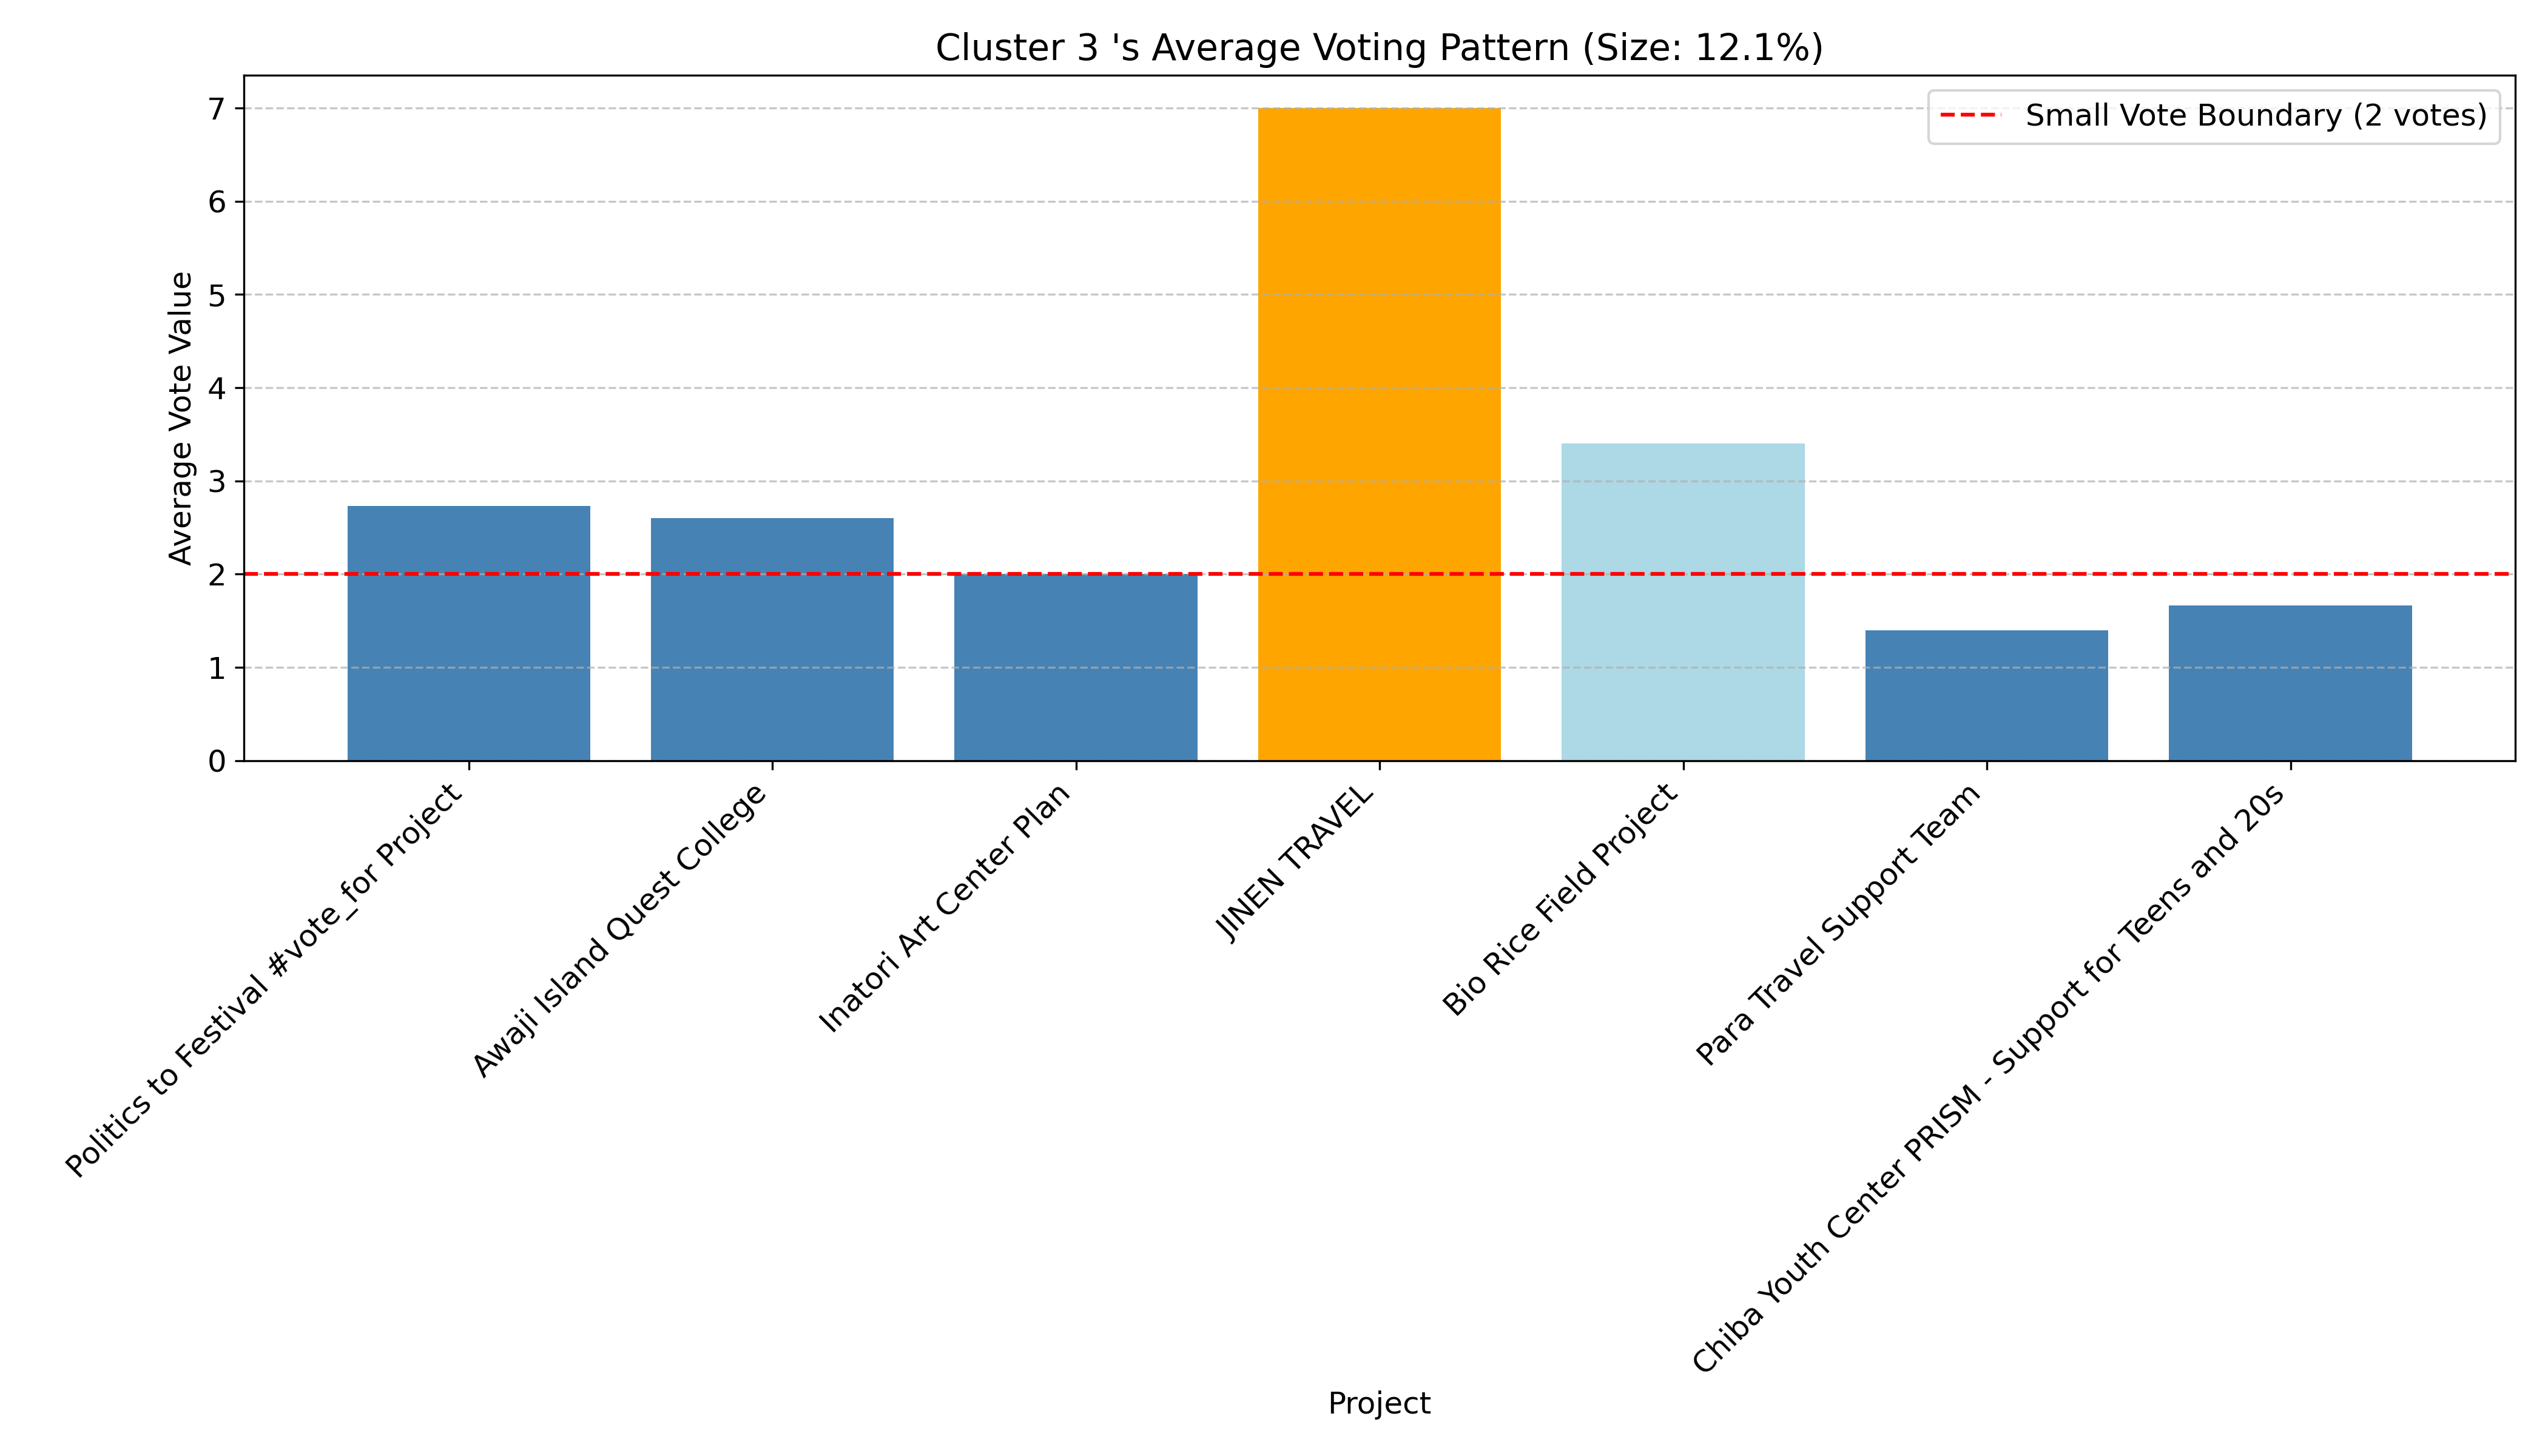 Cluster 3 's Average Voting Pattern (Size: 12.1%)
Small Vote Boundary (2 votes)
Average Vote Value
7
6
5
4
3
2
1
0
Politics to Festival #vote_for Project
Awaji Island Quest College
Inatori Art Center Plan
JINEN TRAVEL
Bio Rice Field Project
Para Travel Support Team
Chiba Youth Center PRISM - Support for Teens and 20s
Project